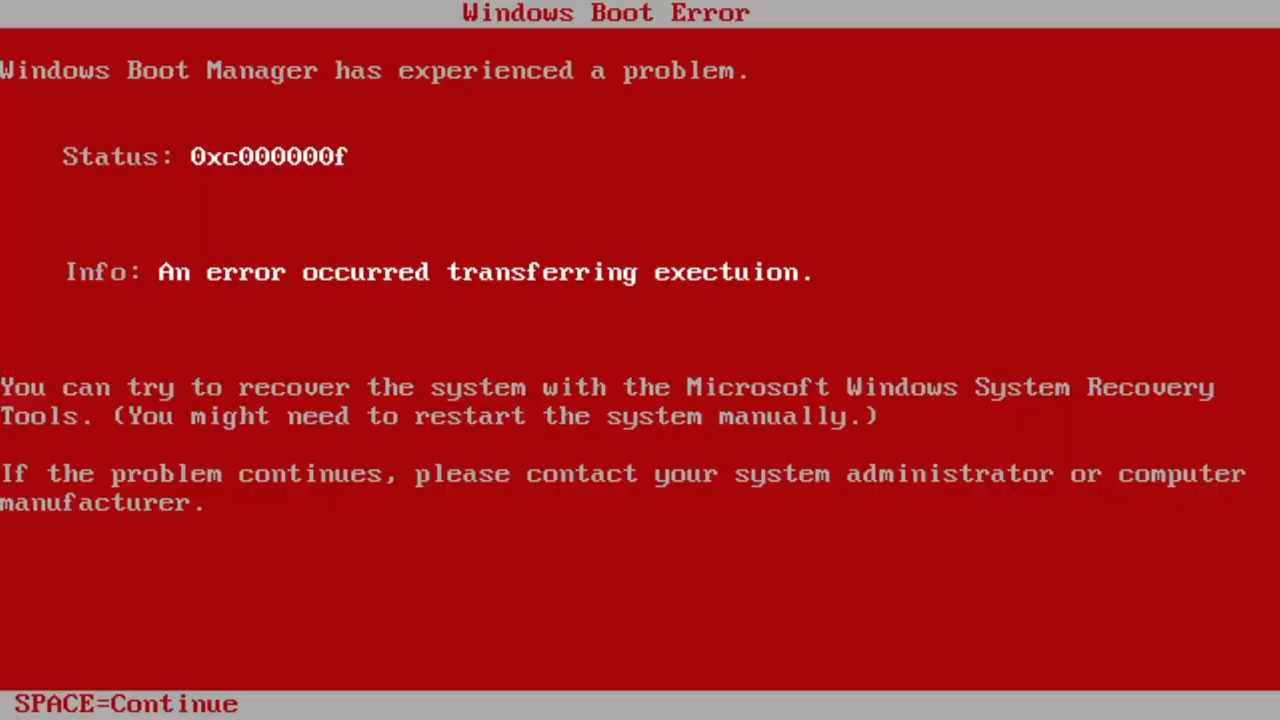 Windows Boot Error
Windows Boot Manager has experienced a problem.
Status: 0xc000000f
Info: An error occurred transferring exectuion.
You can try to recover the system with the Microsoft Windows System Recovery
Tools. (You might need to restart the system manually.)
If the problem continues, please contact your system administrator or computer
manufacturer.
SPACE=Continue